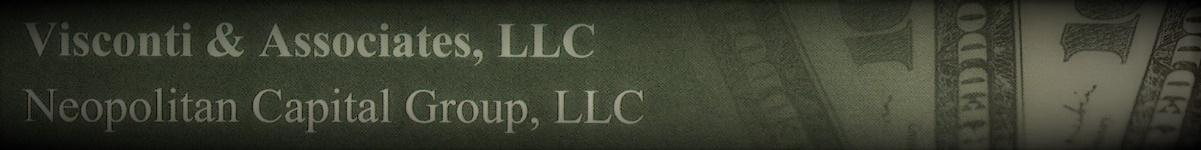 Visconti & Associates, LLC
Neopolitan Capital Group, LLC